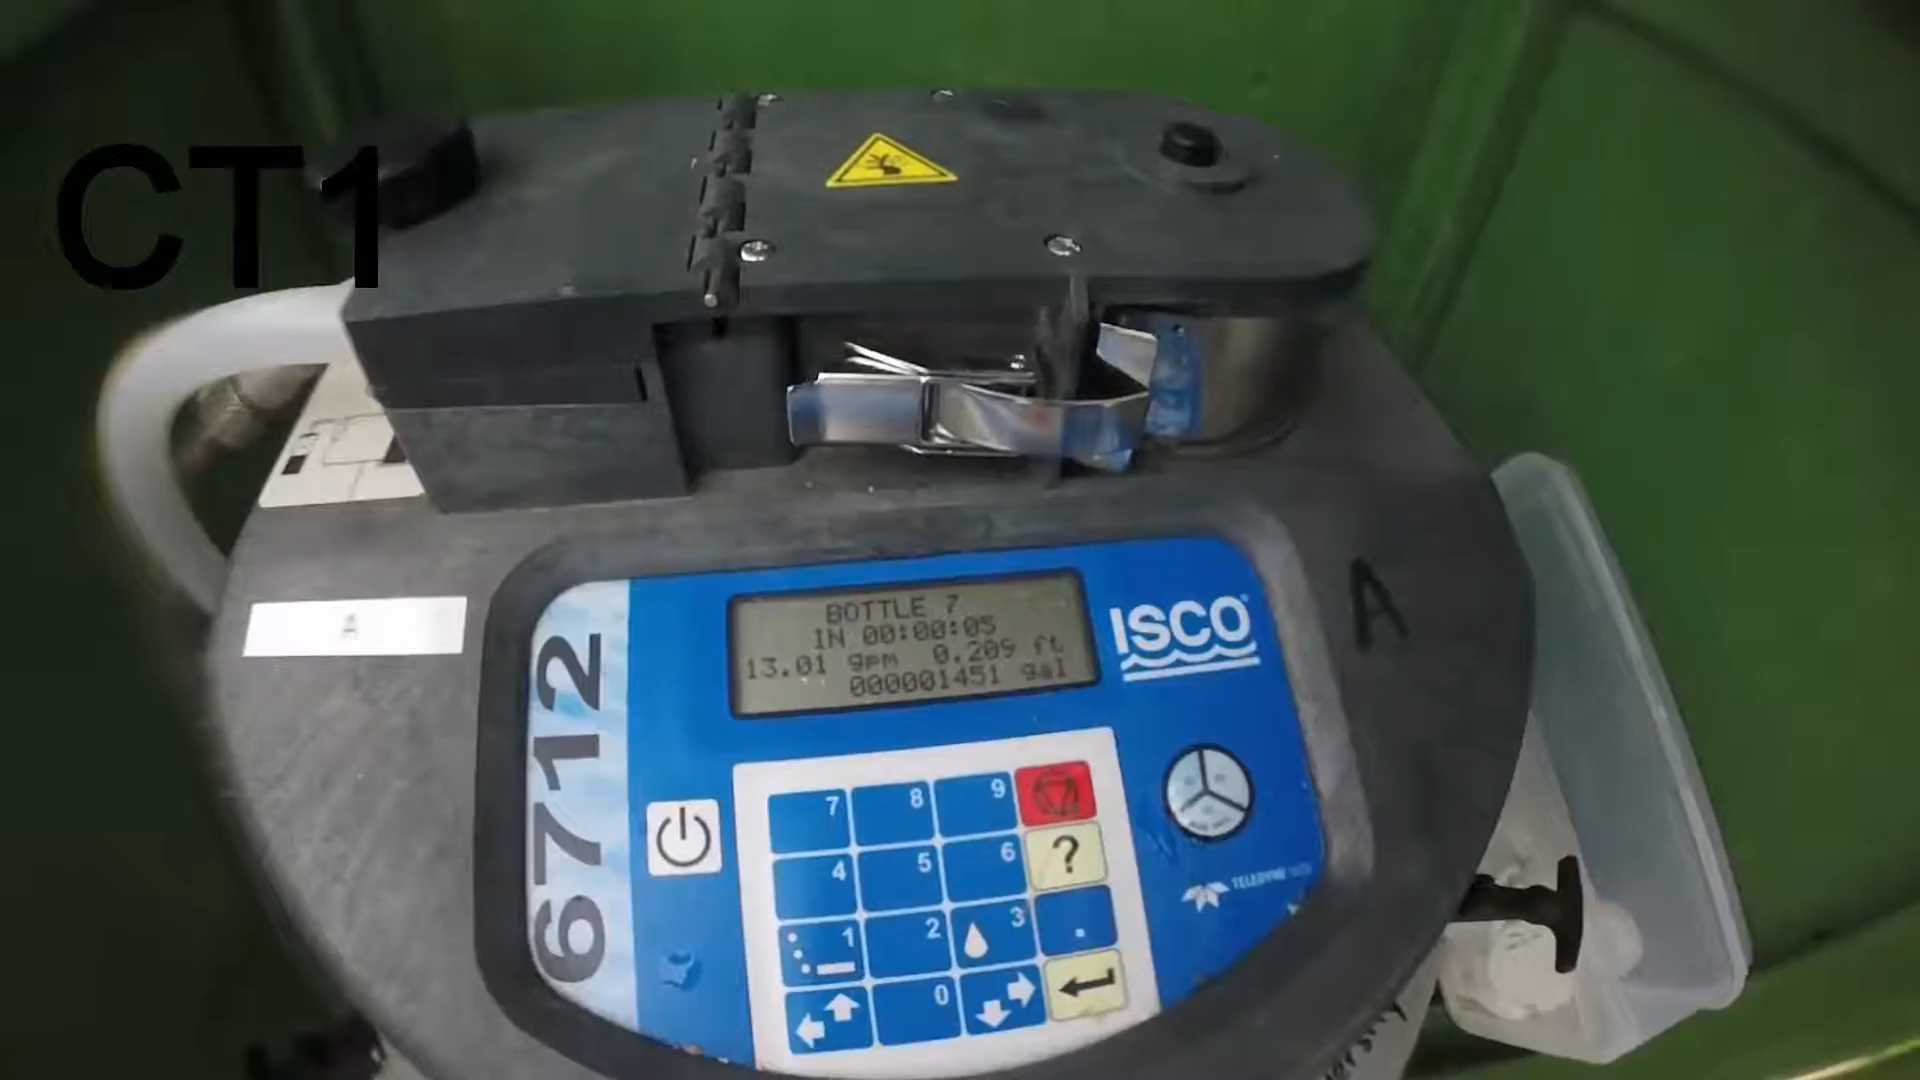 CT1
A
A
6712
BOTTLE 7
IN 00:00:05
13.01 gpm 0.209 ft
000001451 gal
ISCO
7 8 9
4 5 6 ?
1 2 3 .
0
TELEDYNE